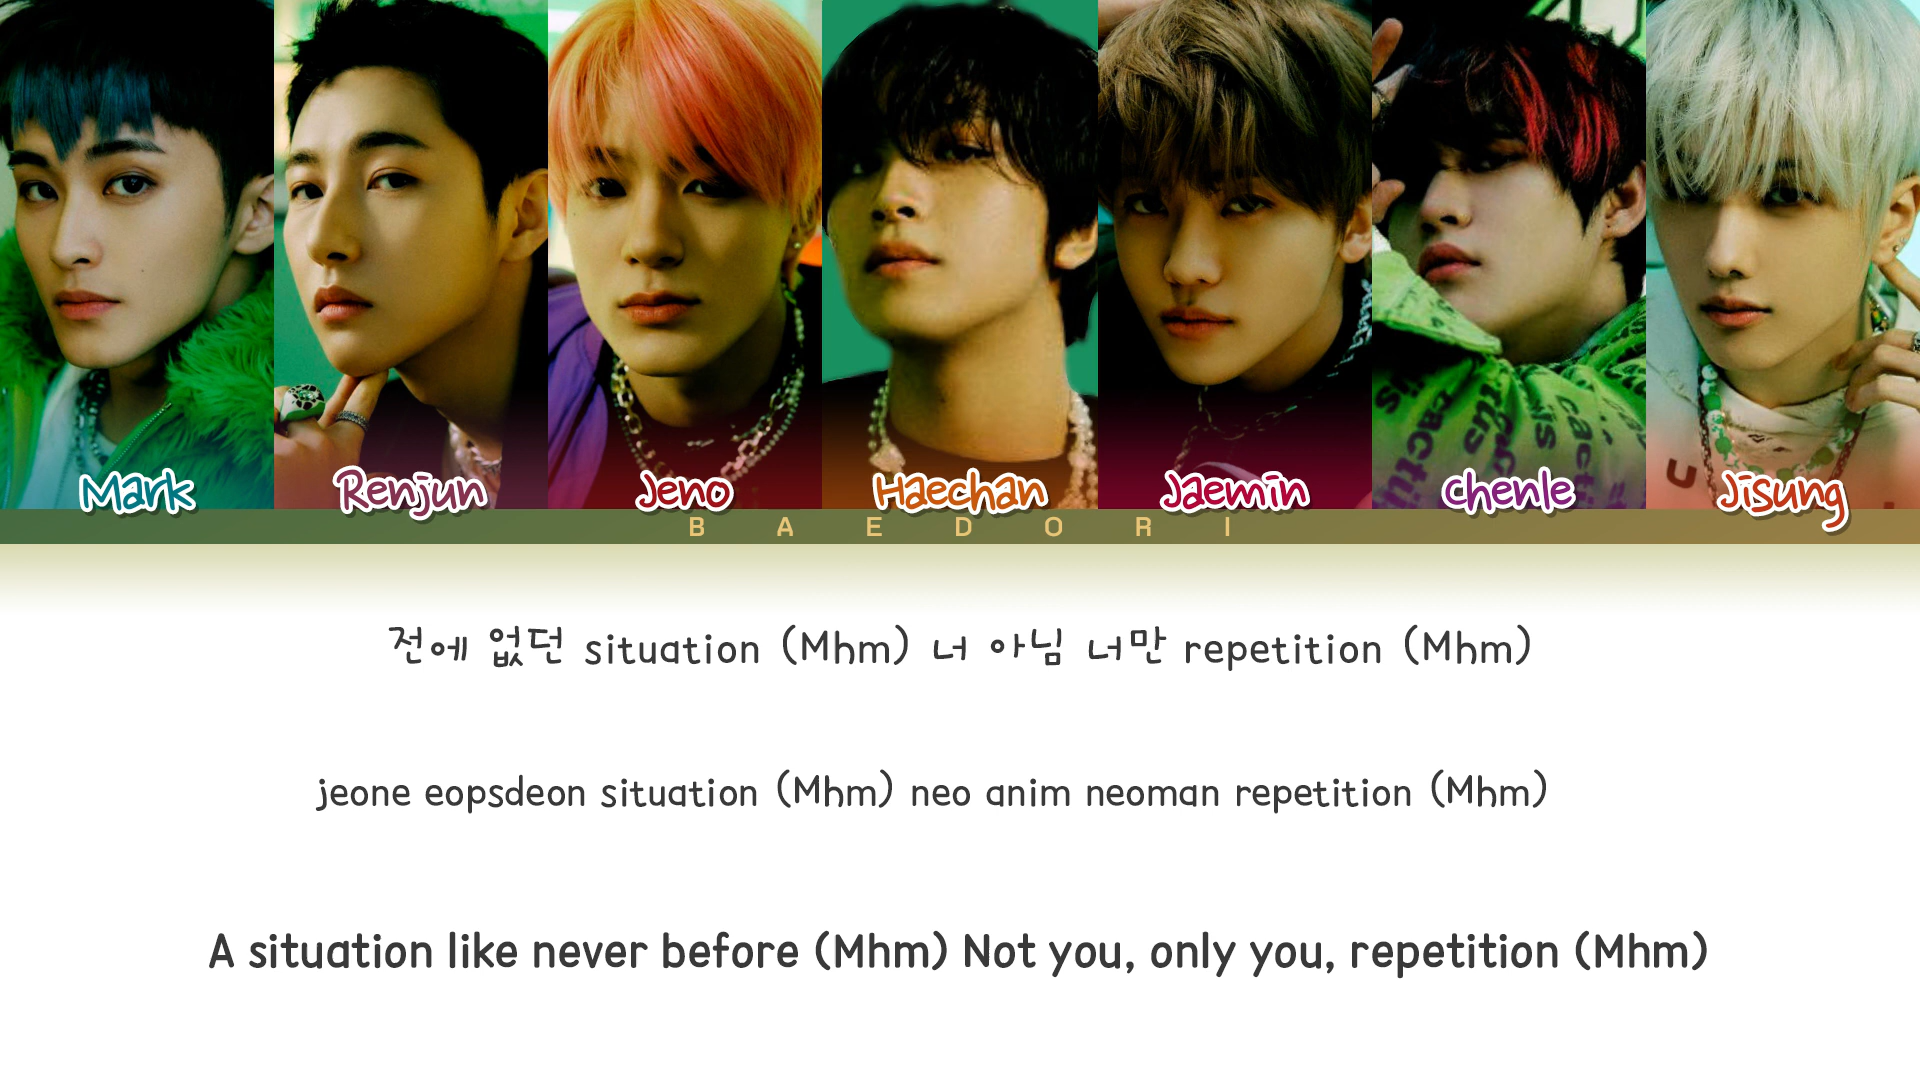 Mark Renjun Jeno Haechan Jaemin Chenle Jisung
BAEDORI
전에 없던 situation (Mhm) 너 아님 너만 repetition (Mhm)
jeone eopsdeon situation (Mhm) neo anim neoman repetition (Mhm)
A situation like never before (Mhm) Not you, only you, repetition (Mhm)